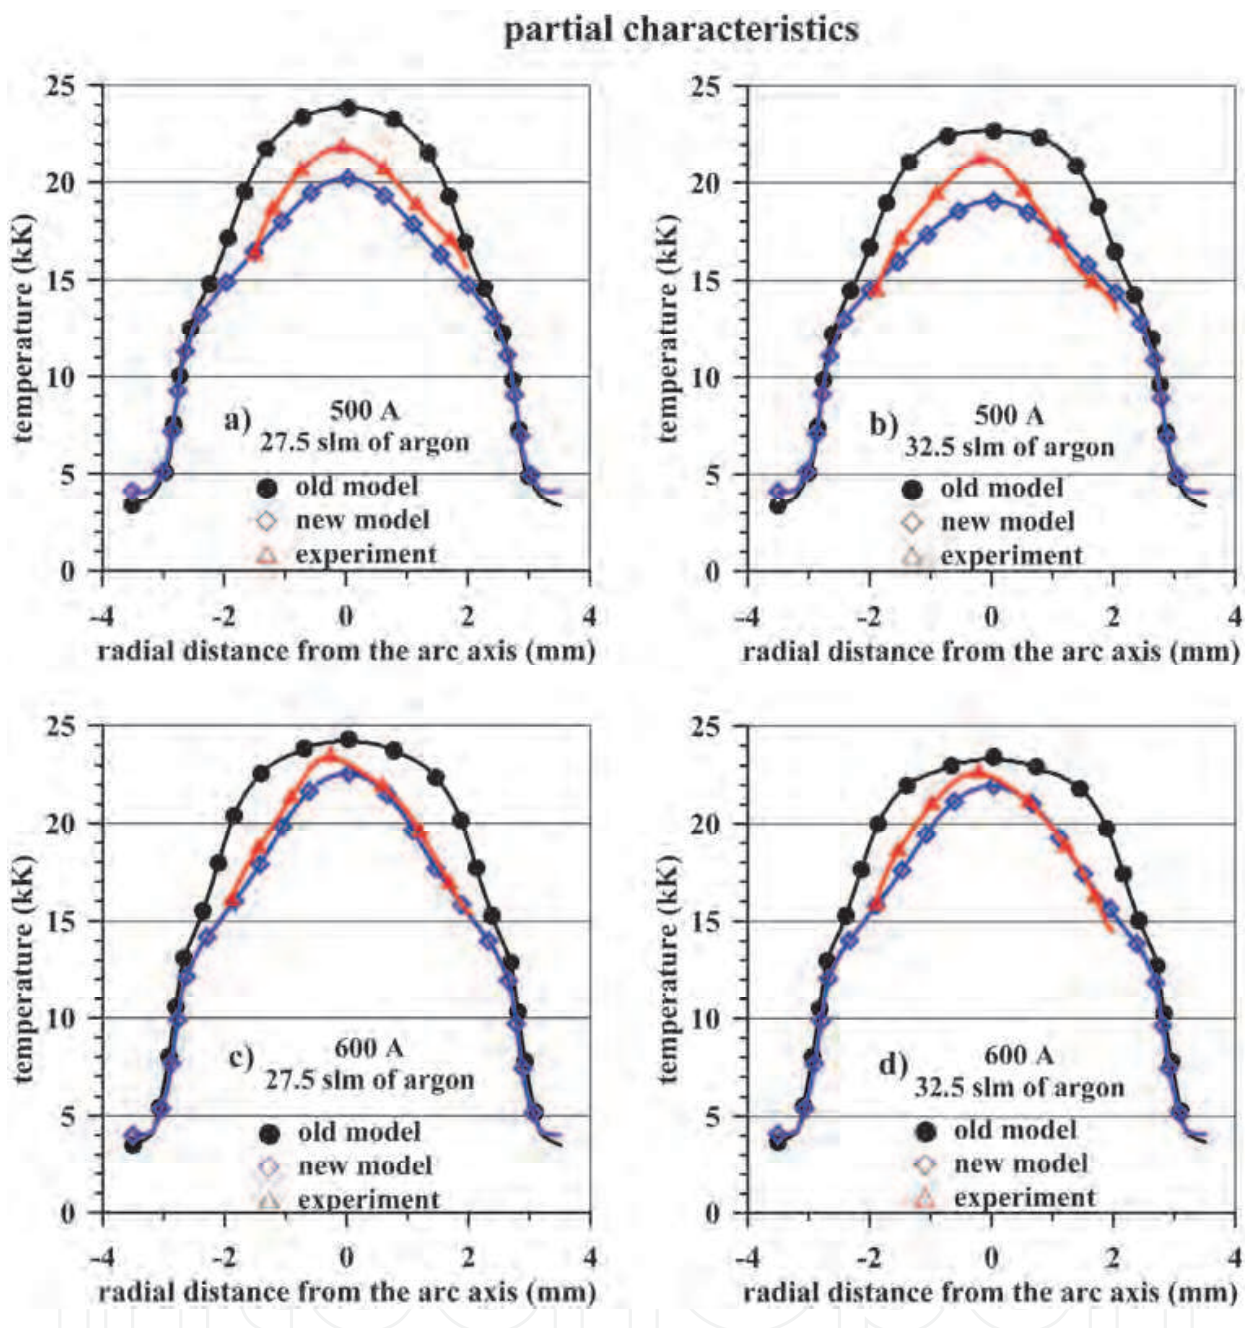 partial characteristics
25
20
15
10
5
0
temperature (kK)
a)
500 A
27.5 slm of argon
old model
new model
experiment
-4
-2
0
2
4
radial distance from the arc axis (mm)
25
20
15
10
5
0
temperature (kK)
b)
500 A
32.5 slm of argon
old model
new model
experiment
-4
-2
0
2
4
radial distance from the arc axis (mm)
25
20
15
10
5
0
temperature (kK)
c)
600 A
27.5 slm of argon
old model
new model
experiment
-4
-2
0
2
4
radial distance from the arc axis (mm)
25
20
15
10
5
0
temperature (kK)
d)
600 A
32.5 slm of argon
old model
new model
experiment
-4
-2
0
2
4
radial distance from the arc axis (mm)